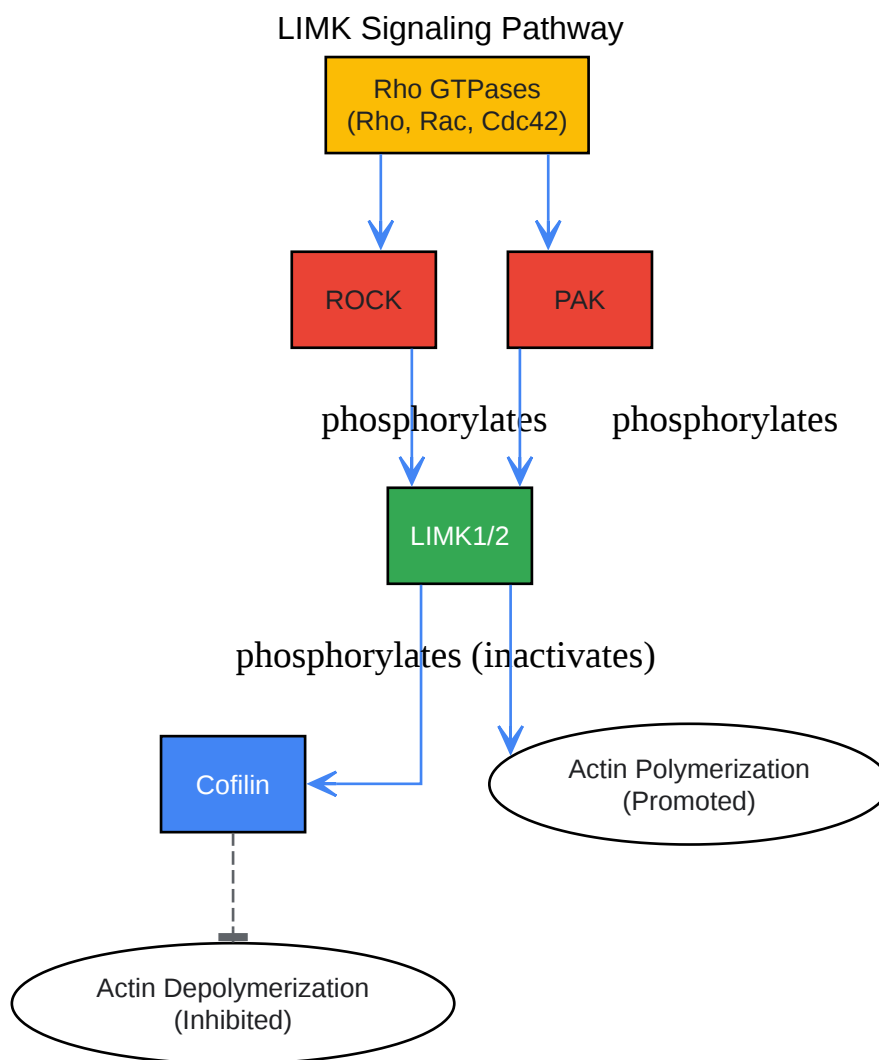 LIMK Signaling Pathway
Rho GTPases
(Rho, Rac, Cdc42)
ROCK
PAK
phosphorylates
phosphorylates
LIMK1/2
phosphorylates (inactivates)
Cofilin
Actin Polymerization
(Promoted)
Actin Depolymerization
(Inhibited)